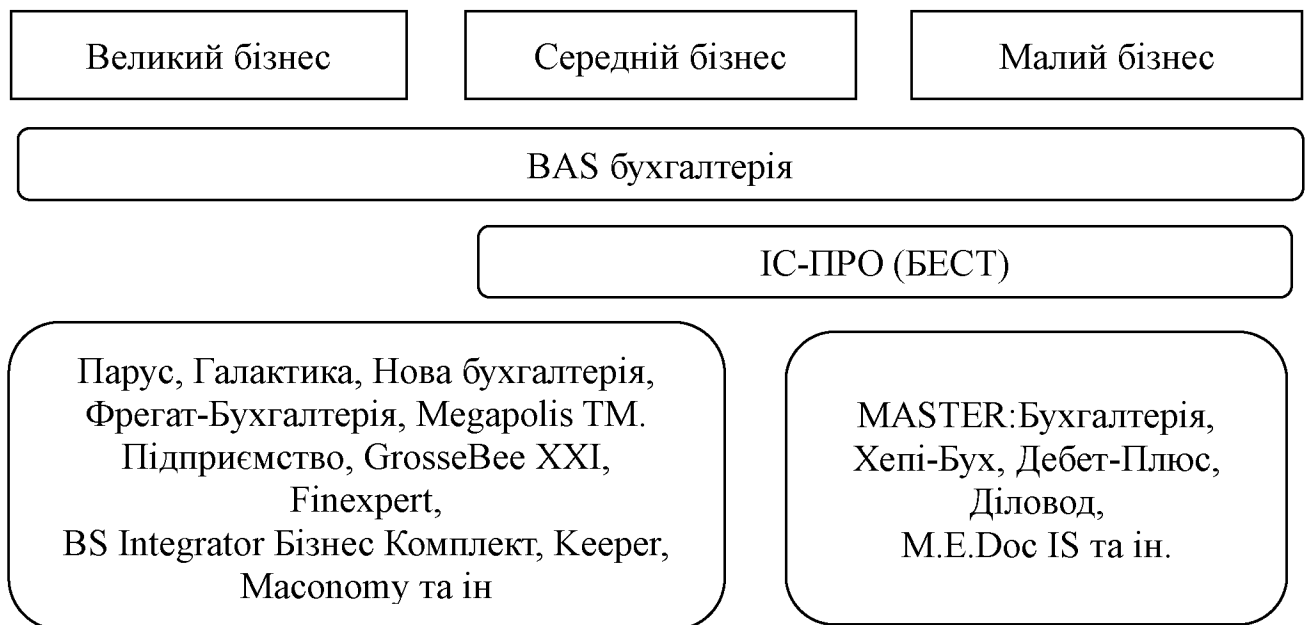 Великий бізнес
Середній бізнес
Малий бізнес
BAS бухгалтерія
ІС-ПРО (БЕСТ)
Парус, Галактика, Нова бухгалтерія,
Фрегат-Бухгалтерія, Megapolis TM.
Підприємство, GrosseBee XXI,
Finexpert,
BS Integrator Бізнес Комплект, Keeper,
Maconomy та ін
MASTER:Бухгалтерія,
Хепі-Бух, Дебет-Плюс,
Діловод,
M.E.Doc IS та ін.